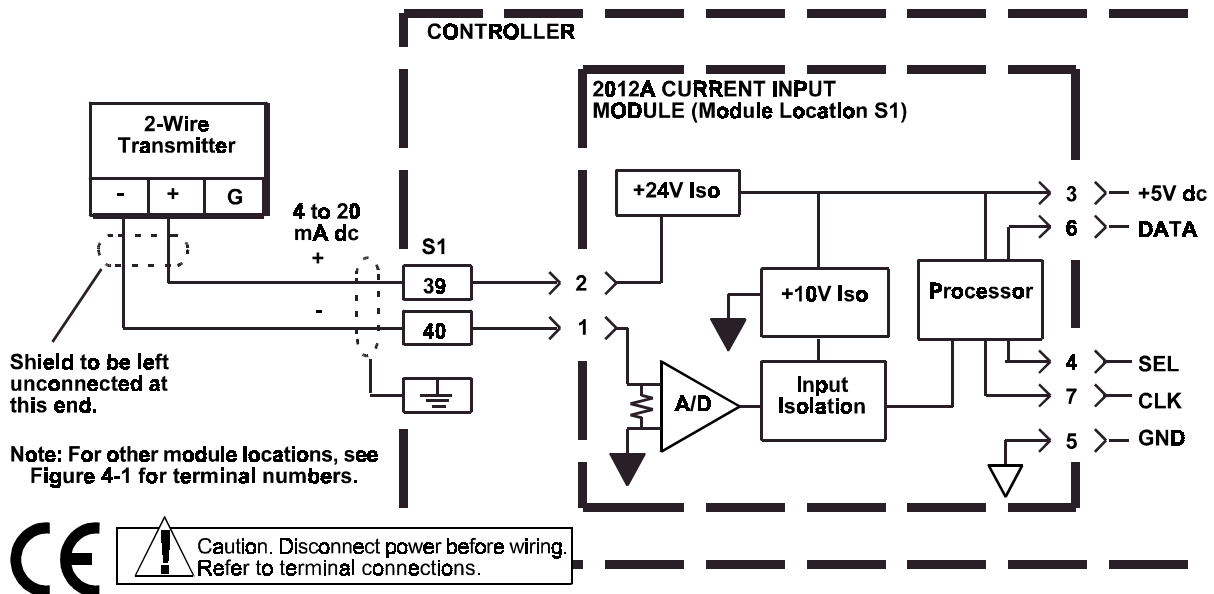 CONTROLLER
2012A CURRENT INPUT
MODULE (Module Location S1)
2-Wire
Transmitter
- + G
4 to 20
mA dc
+
-
S1
39
40
2
1
+24V Iso
+10V Iso
Processor
A/D
Input
Isolation
3 +5V dc
6 DATA
4 SEL
7 CLK
5 GND
Shield to be left
unconnected at
this end.
Note: For other module locations, see
Figure 4-1 for terminal numbers.
CE
! Caution. Disconnect power before wiring.
Refer to terminal connections.